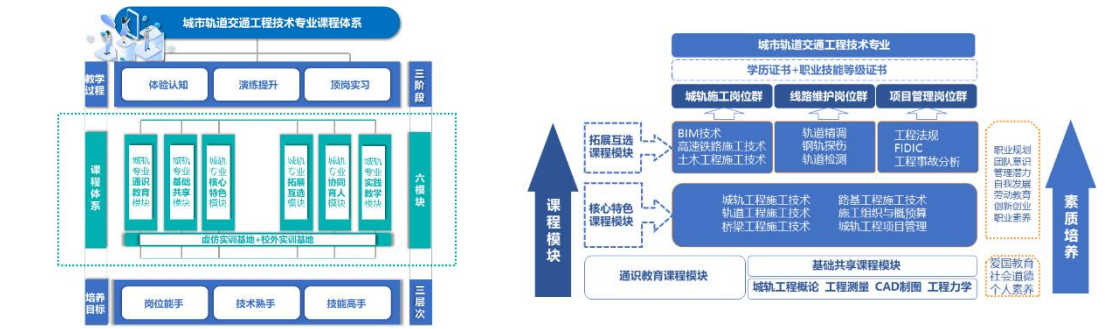 城市轨道交通工程技术专业课程体系
教学
过程
体验认知
演练提升
顶岗实习
三阶段
课程体系
城轨
专业
通识
教育
模块
城轨
专业
基础
共享
模块
城轨
专业
核心
特色
模块
城轨
专业
拓展
互选
模块
城轨
专业
协同
育人
模块
城轨
专业
实践
教学
模块
六模块
虚仿实训基地+校外实训基地
培养
目标
岗位能手
技术熟手
技能高手
三层次
城市轨道交通工程技术专业
学历证书+职业技能等级证书
城轨施工岗位群
线路维护岗位群
项目管理岗位群
课程模块
拓展互选
课程模块
BIM技术
高速铁路施工技术
土木工程施工技术
轨道精调
钢轨探伤
轨道检测
工程法规
FIDIC
工程事故分析
核心特色
课程模块
城轨工程施工技术 路基工程施工技术
轨道工程施工技术 施工组织与概预算
桥梁工程施工技术 城轨工程项目管理
通识教育课程模块
基础共享课程模块
城轨工程概论 工程测量 CAD制图 工程力学
职业规划
团队意识
管理潜力
自我发展
劳动教育
创新创业
职业素养
爱国教育
社会道德
个人素养
素质培养